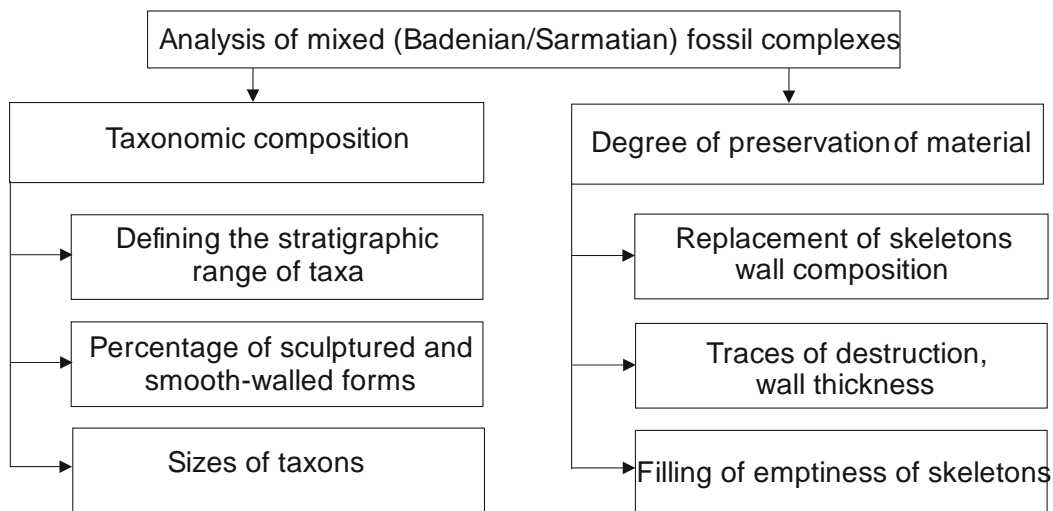 Analysis of mixed (Badenian/Sarmatian) fossil complexes
Taxonomic composition
Defining the stratigraphic
range of taxa
Percentage of sculptured and
smooth-walled forms
Sizes of taxons
Degree of preservation of material
Replacement of skeletons
wall composition
Traces of destruction,
wall thickness
Filling of emptiness of skeletons